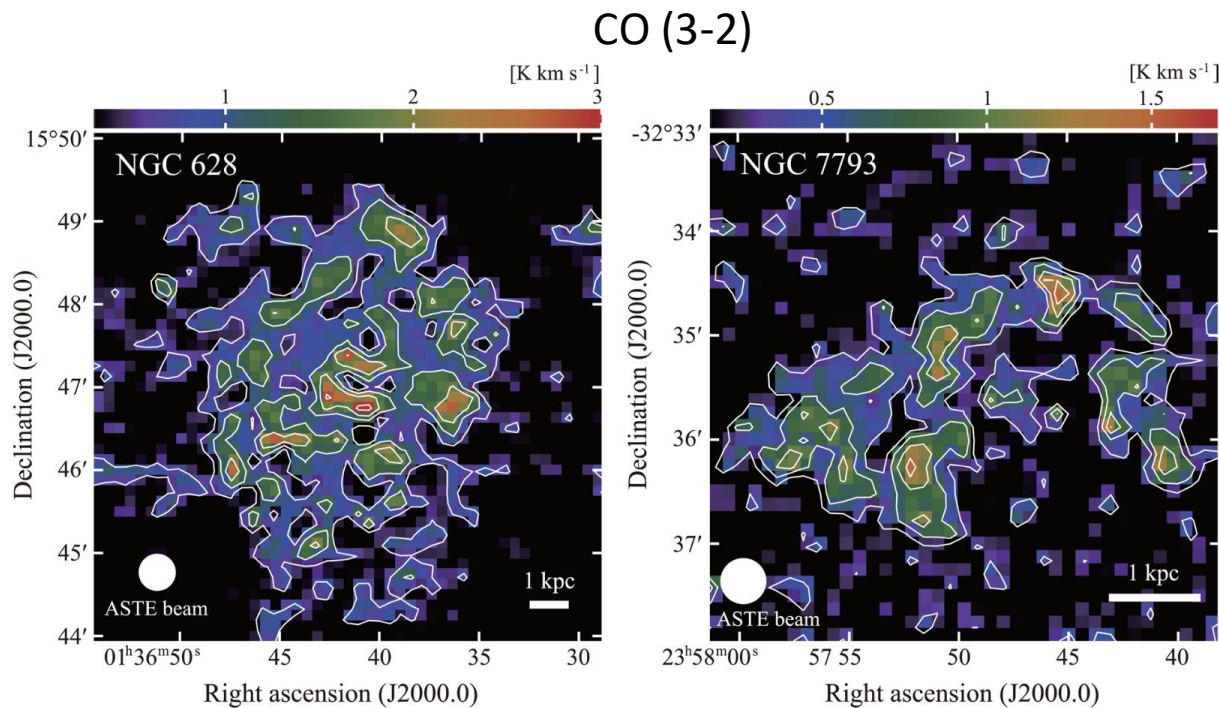 CO (3-2)
[K km s⁻¹]
1 2 3
15°50′
NGC 628
49′
48′
47′
46′
45′
44′
Declination (J2000.0)
ASTE beam
1 kpc
01ʰ36ᵐ50ˢ 45 40 35 30
Right ascension (J2000.0)
[K km s⁻¹]
0.5 1 1.5
-32°33′
NGC 7793
34′
35′
36′
37′
Declination (J2000.0)
ASTE beam
1 kpc
23ʰ58ᵐ00ˢ 57 55 50 45 40
Right ascension (J2000.0)